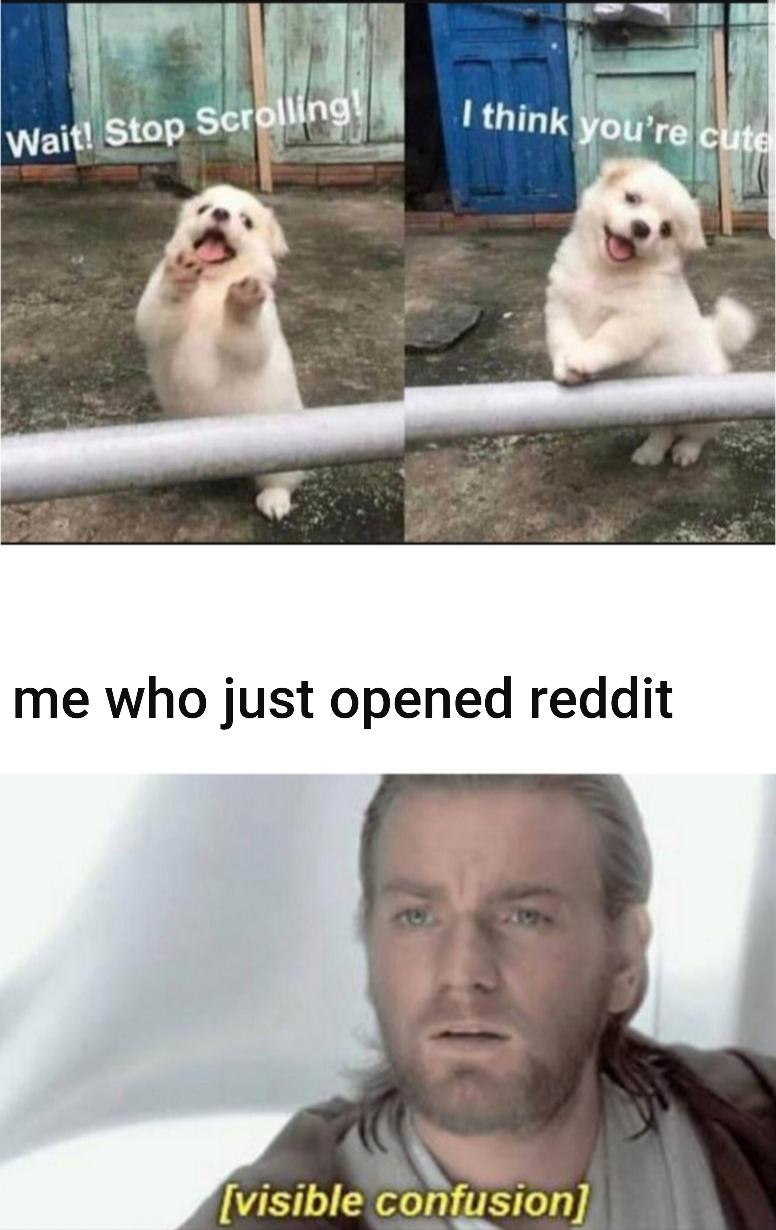 Wait! Stop Scrolling!
I think you're cute
me who just opened reddit
[visible confusion]